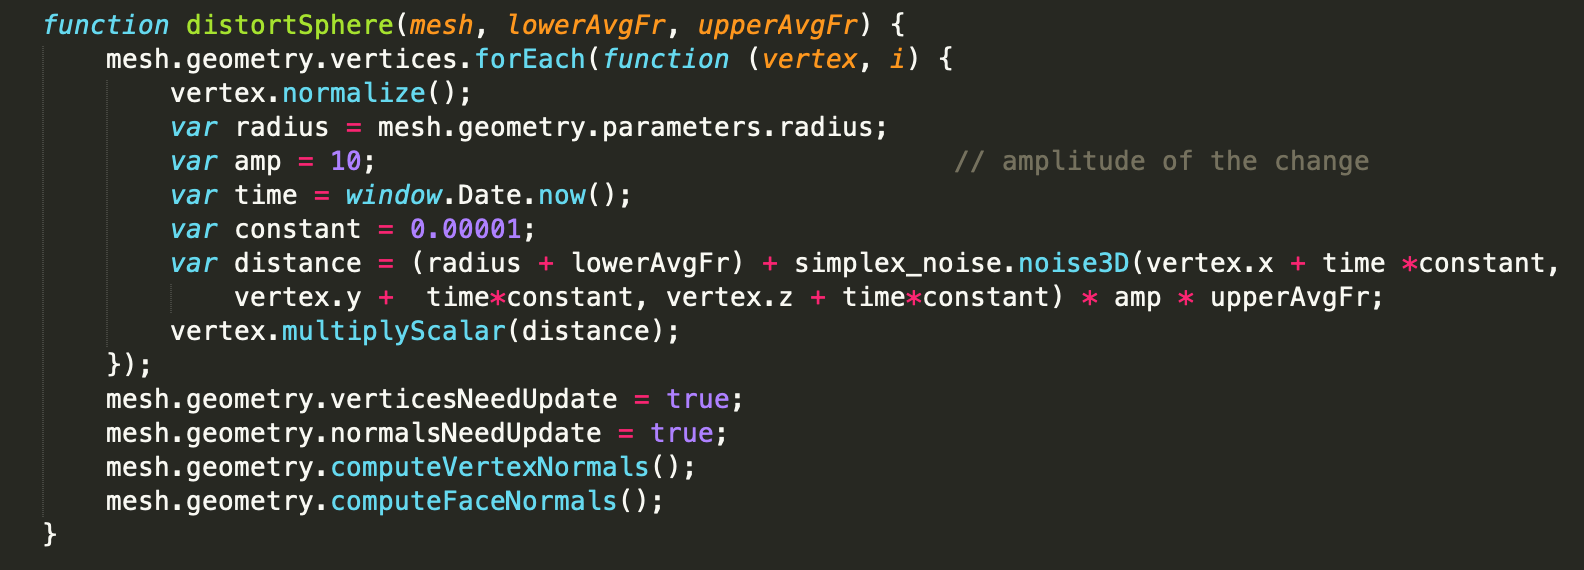 function distortSphere(mesh, lowerAvgFr, upperAvgFr) {
    mesh.geometry.vertices.forEach(function (vertex, i) {
        vertex.normalize();
        var radius = mesh.geometry.parameters.radius;
        var amp = 10;                                    // amplitude of the change
        var time = window.Date.now();
        var constant = 0.00001;
        var distance = (radius + lowerAvgFr) + simplex_noise.noise3D(vertex.x + time *constant,
            vertex.y +  time*constant, vertex.z + time*constant) * amp * upperAvgFr;
        vertex.multiplyScalar(distance);
    });
    mesh.geometry.verticesNeedUpdate = true;
    mesh.geometry.normalsNeedUpdate = true;
    mesh.geometry.computeVertexNormals();
    mesh.geometry.computeFaceNormals();
}